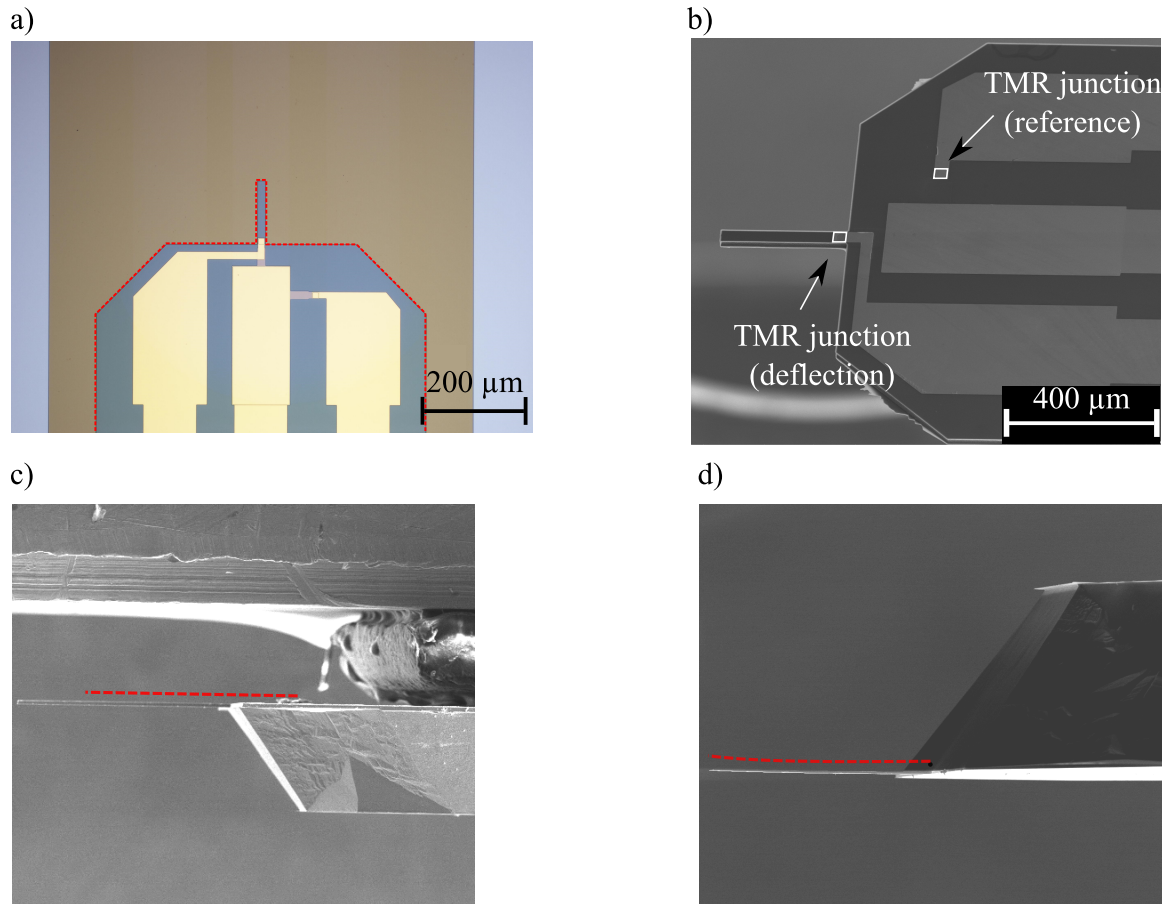 a)
b)
TMR junction
(reference)
200 µm
TMR junction
(deflection)
400 µm
c)
d)